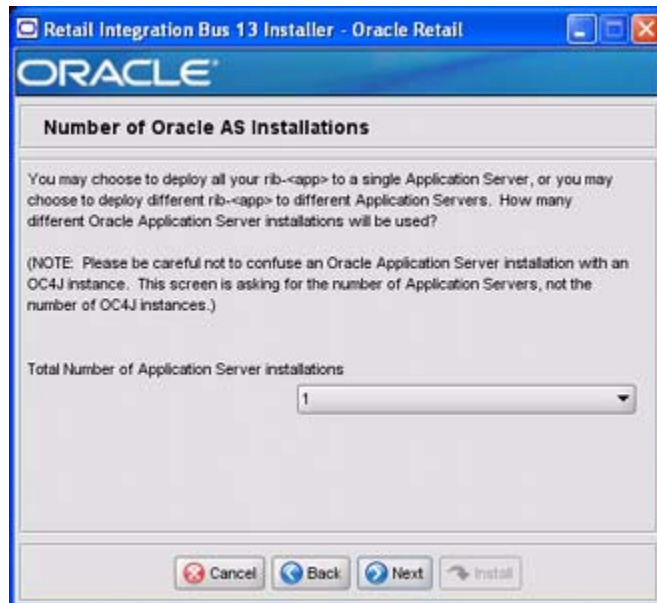 Retail Integration Bus 13 Installer - Oracle Retail
ORACLE
Number of Oracle AS Installations
You may choose to deploy all your rib-<app> to a single Application Server, or you may
choose to deploy different rib-<app> to different Application Servers. How many
different Oracle Application Server installations will be used?
(NOTE: Please be careful not to confuse an Oracle Application Server installation with an
OC4J instance. This screen is asking for the number of Application Servers, not the
number of OC4J instances.)
Total Number of Application Server installations
1
Cancel Back Next Install